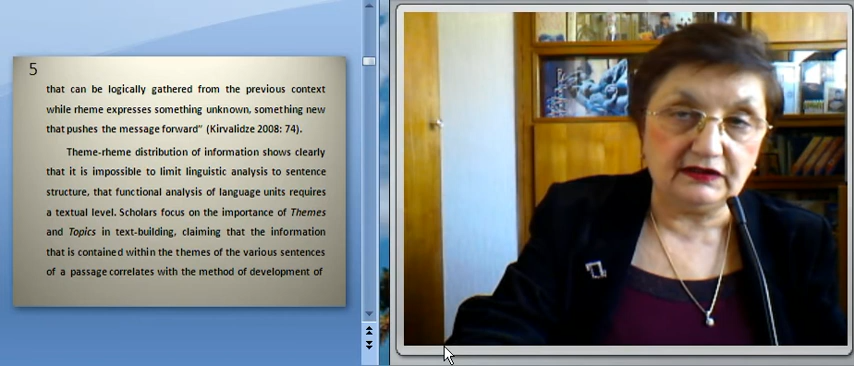 5
that can be logically gathered from the previous context
while rheme expresses something unknown, something new
that pushes the message forward” (Kirvalidze 2008: 74).
Theme-rheme distribution of information shows clearly
that it is impossible to limit linguistic analysis to sentence
structure, that functional analysis of language units requires
a textual level. Scholars focus on the importance of Themes
and Topics in text-building, claiming that the information
that is contained within the themes of the various sentences
of a passage correlates with the method of development of